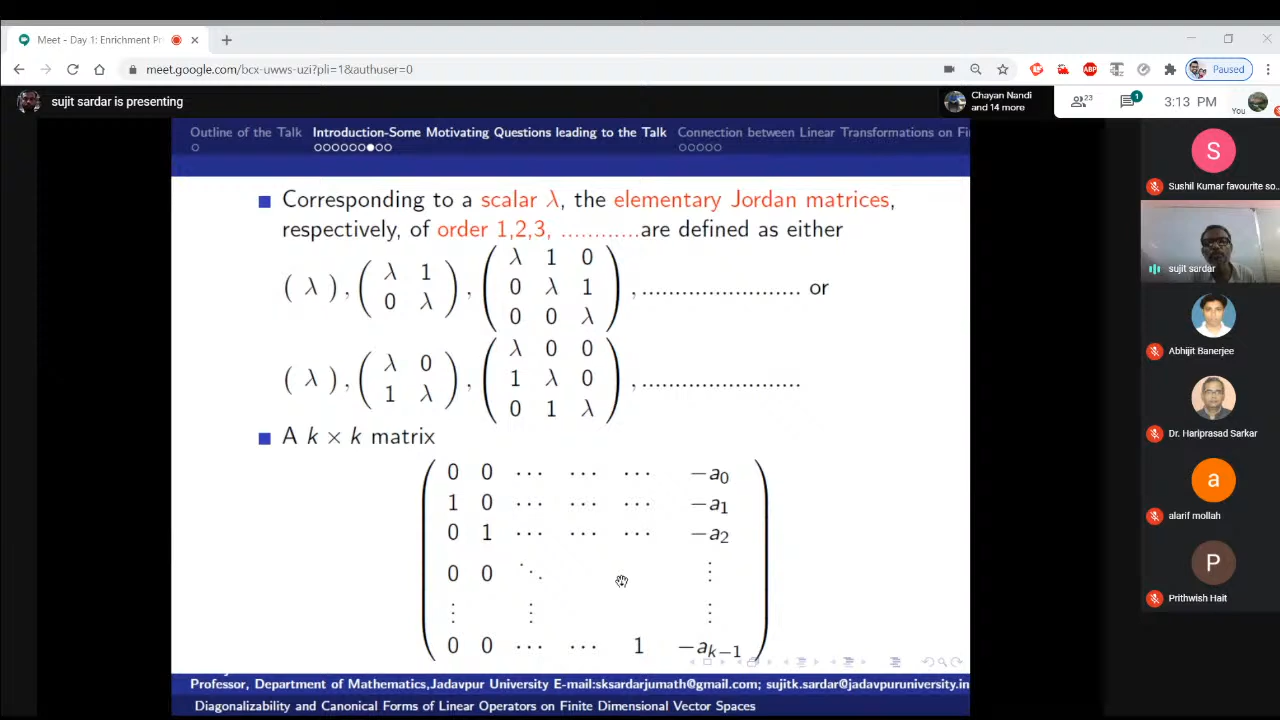 Meet - Day 1: Enrichment Pr
meet.google.com/bcx-uwws-uzi?pli=1&authuser=0
Paused
sujit sardar is presenting
Chayan Nandi
and 14 more
23
1
3:13 PM
You
Outline of the Talk
Introduction-Some Motivating Questions leading to the Talk
Connection between Linear Transformations on Fi
Corresponding to a scalar λ, the elementary Jordan matrices,
respectively, of order 1,2,3, ............are defined as either
( λ ), ( λ 1 0 λ ), ( λ 1 0 0 λ 1 0 0 λ ), ........................ or
( λ ), ( λ 0 1 λ ), ( λ 0 0 1 λ 0 0 1 λ ), ........................
A k × k matrix
0 0 ··· ··· ··· −a₀
1 0 ··· ··· ··· −a₁
0 1 ··· ··· ··· −a₂
0 0 ⋱ ⋮
⋮ ⋮ ⋮
0 0 ··· ··· 1 −aₖ₋₁
Professor, Department of Mathematics,Jadavpur University E-mail:sksardarjumath@gmail.com; sujitk.sardar@jadavpuruniversity.in
Diagonalizability and Canonical Forms of Linear Operators on Finite Dimensional Vector Spaces
S
Sushil Kumar favourite so...
sujit sardar
Abhijit Banerjee
Dr. Hariprasad Sarkar
a
alarif mollah
P
Prithwish Hait